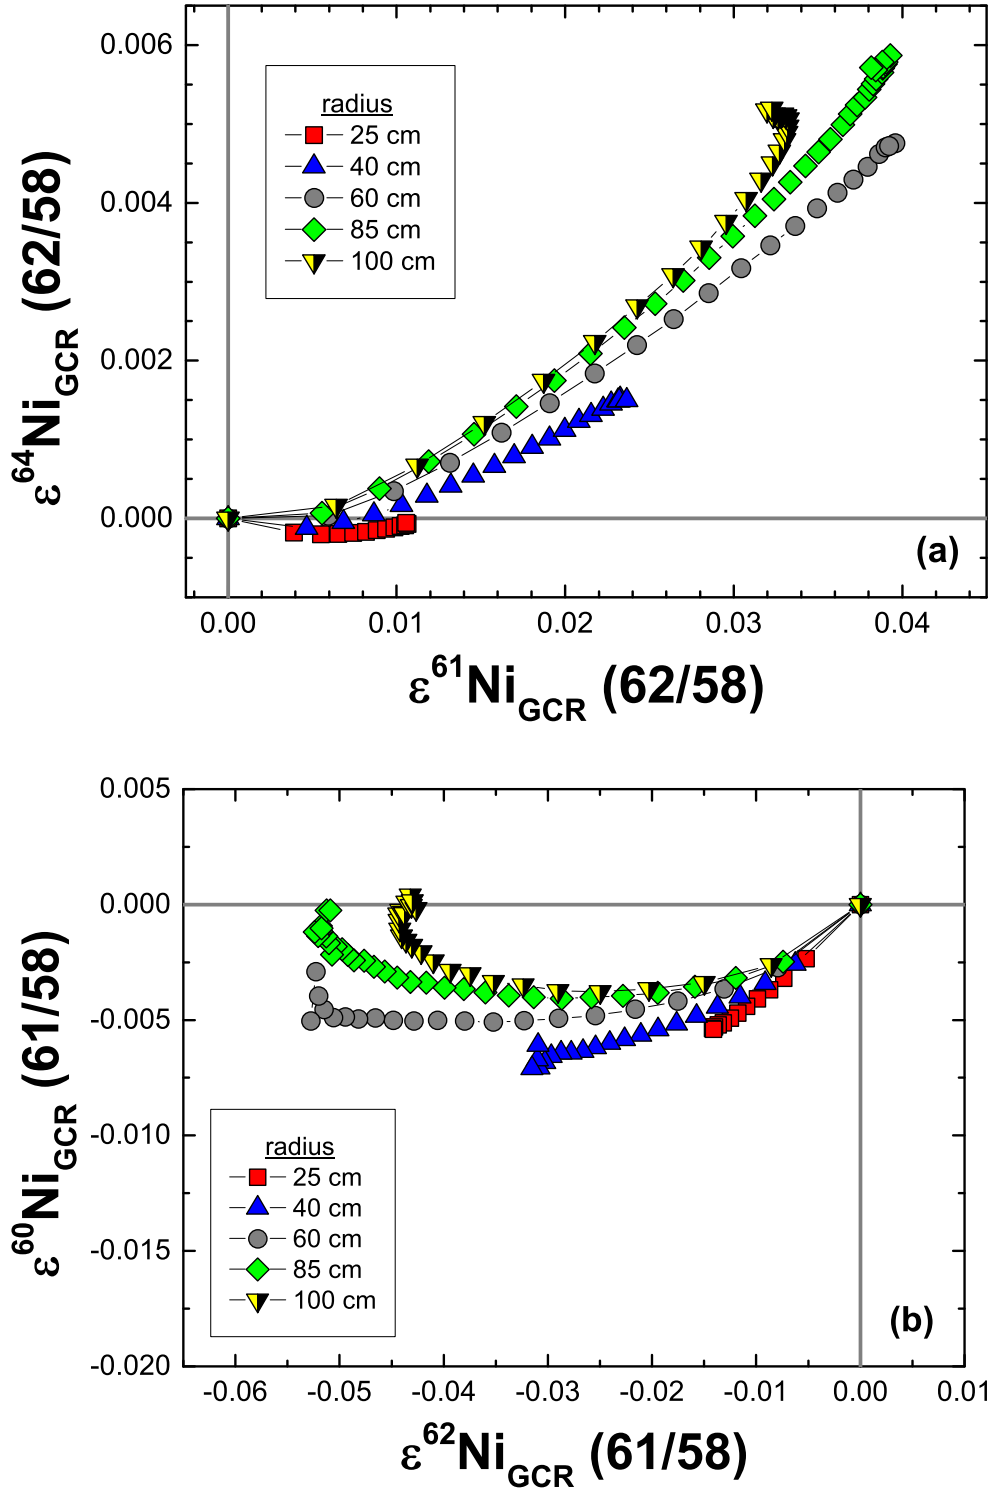 0.006
0.004
0.002
0.000
ε⁶⁴Ni_GCR (62/58)
radius
25 cm
40 cm
60 cm
85 cm
100 cm
(a)
0.00 0.01 0.02 0.03 0.04
ε⁶¹Ni_GCR (62/58)
0.005
0.000
-0.005
-0.010
-0.015
-0.020
ε⁶⁰Ni_GCR (61/58)
radius
25 cm
40 cm
60 cm
85 cm
100 cm
(b)
-0.06 -0.05 -0.04 -0.03 -0.02 -0.01 0.00 0.01
ε⁶²Ni_GCR (61/58)